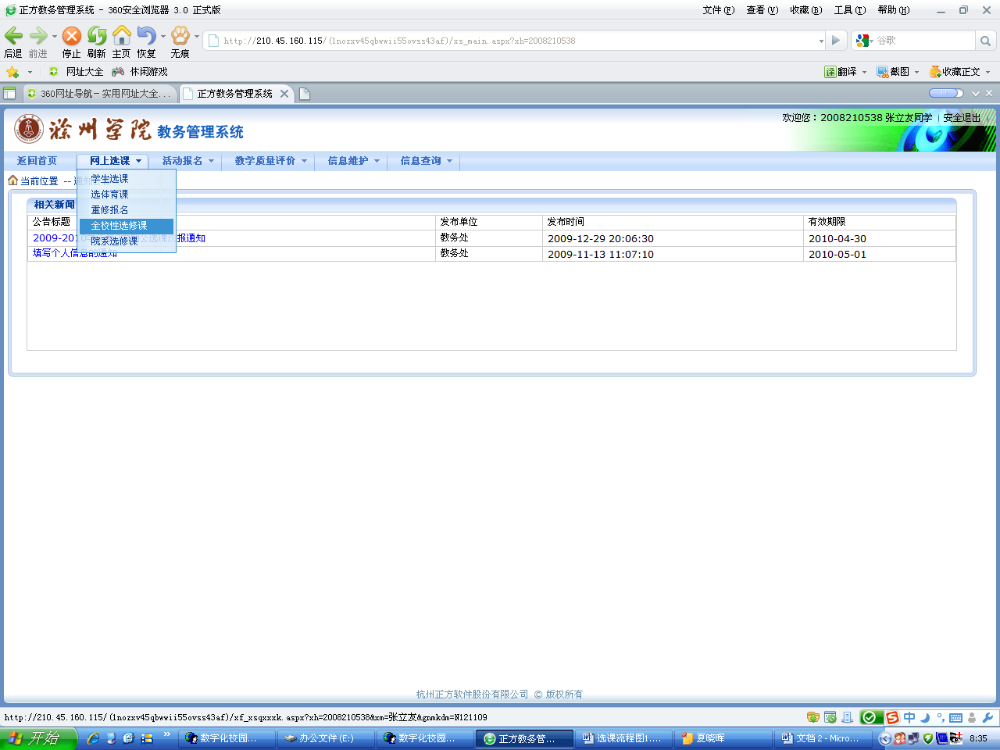 正方教务管理系统 - 360安全浏览器 3.0 正式版
文件(F) 查看(V) 收藏(B) 工具(T) 帮助(H)
后退 前进 停止 刷新 主页 恢复 无痕
http://210.45.160.115/(1nozxv45qbwwii55ovss43af)/xs_main.aspx?xh=2008210538
谷歌
网址大全 休闲游戏
翻译 截图 收藏正文
360网址导航－实用网址大全... 正方教务管理系统
滁州学院 教务管理系统
欢迎您：2008210538 张立友同学 安全退出
返回首页 网上选课 活动报名 教学质量评价 信息维护 信息查询
当前位置 -- 通
学生选课
选体育课
重修报名
全校性选修课
院系选修课
相关新闻
公告标题 发布单位 发布时间 有效期限
2009-20 公选课 报通知 教务处 2009-12-29 20:06:30 2010-04-30
填写个人信息的通知 教务处 2009-11-13 11:07:10 2010-05-01
杭州正方软件股份有限公司 © 版权所有
http://210.45.160.115/(1nozxv45qbwwii55ovss43af)/xf_xsqxxxk.aspx?xh=2008210538&xm=张立友&gnmkdm=N121109
中
开始 数字化校园... 办公文件 (E:) 数字化校园... 正方教务管... 选课流程图1.... 夏晓晖 文档 2 - Micro... 8:35